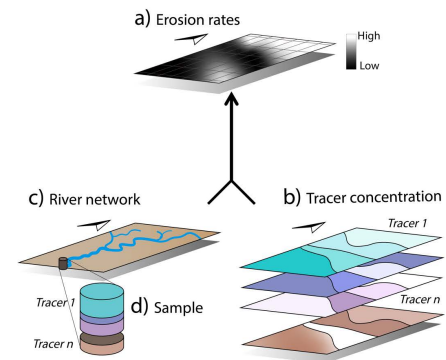 a) Erosion rates
High
Low
c) River network
b) Tracer concentration
Tracer 1
Tracer 1
d) Sample
Tracer n
Tracer n